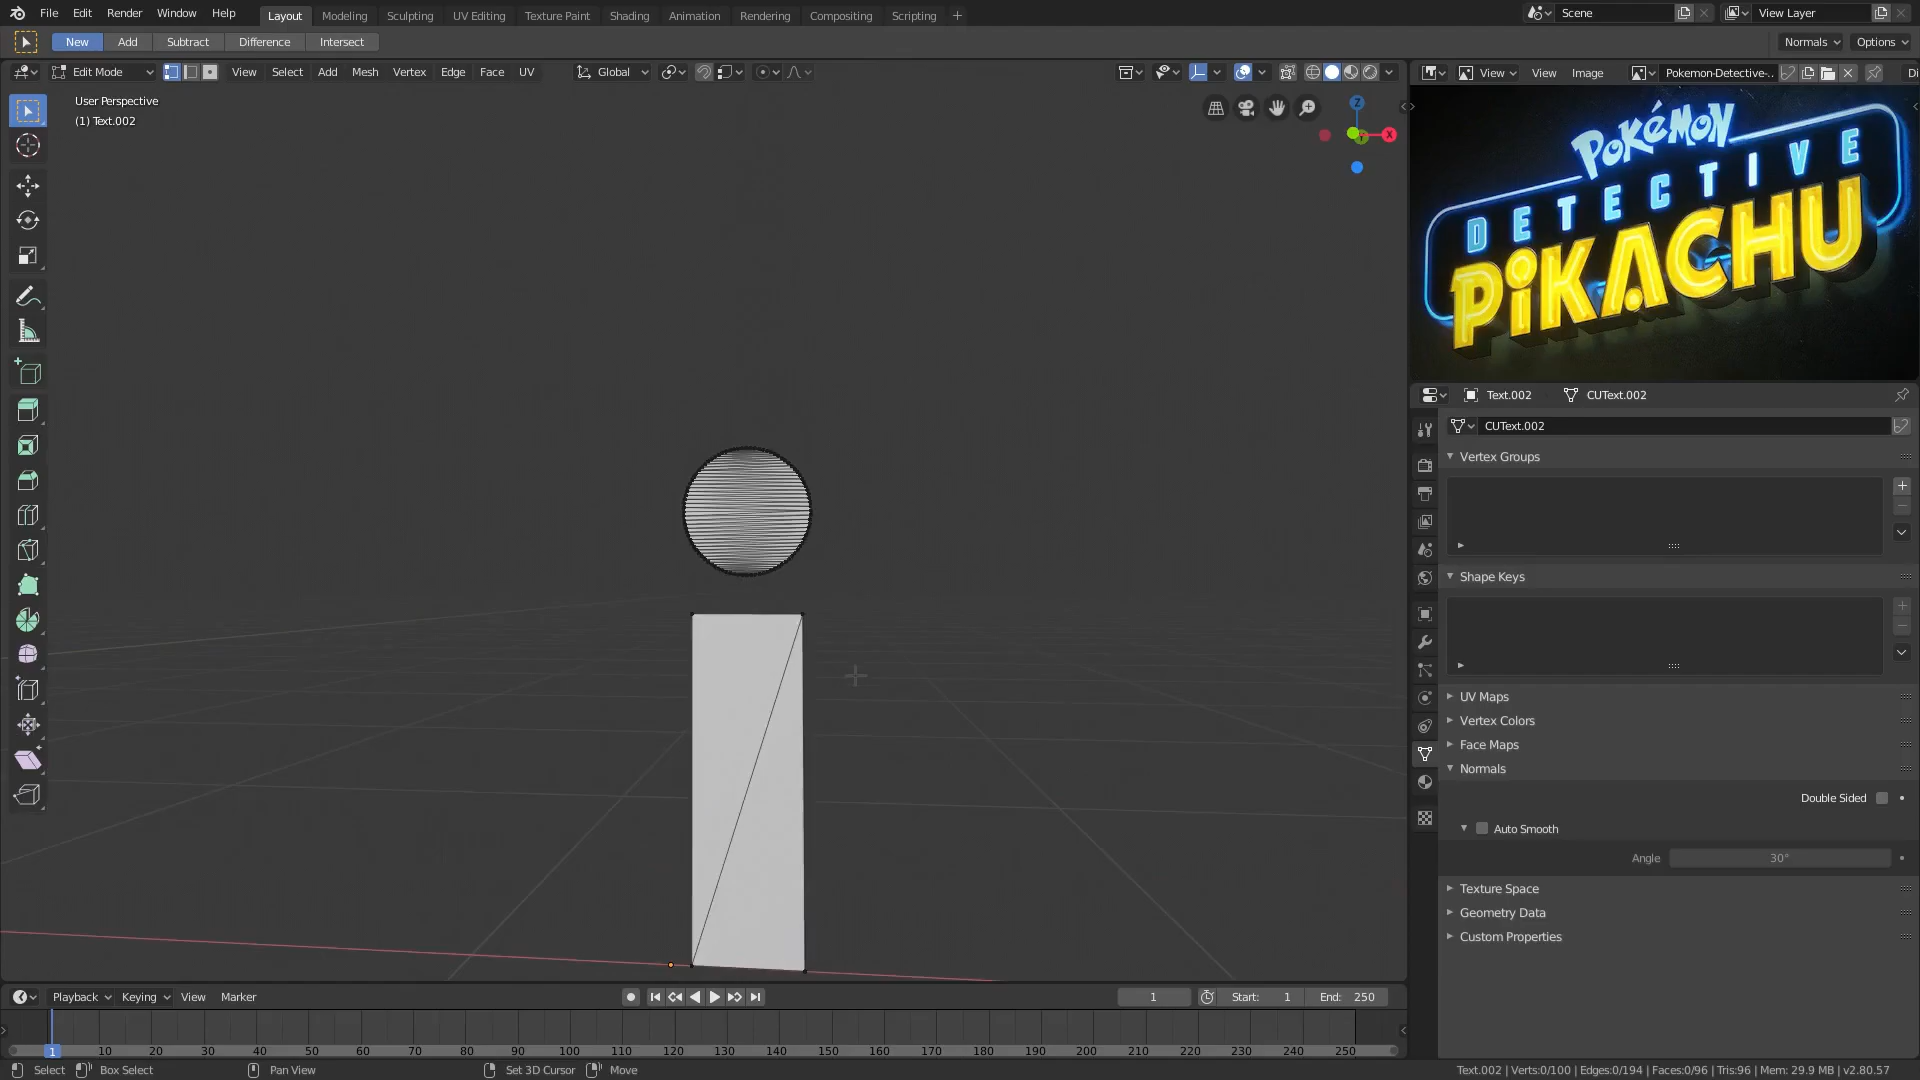 File Edit Render Window Help Layout Modeling Sculpting UV Editing Texture Paint Shading Animation Rendering Compositing Scripting + Scene View Layer
New Add Subtract Difference Intersect Normals Options
Edit Mode View Select Add Mesh Vertex Edge Face UV Global View View Image Pokemon-Detective-.. Di
User Perspective
(1) Text.002
Z
X
Y
POKéMON
DETECTIVE
PiKACHU
Text.002 CUText.002
CUText.002
Vertex Groups
Shape Keys
UV Maps
Vertex Colors
Face Maps
Normals
Double Sided
Auto Smooth
Angle 30°
Texture Space
Geometry Data
Custom Properties
Playback Keying View Marker 1 Start: 1 End: 250
1 10 20 30 40 50 60 70 80 90 100 110 120 130 140 150 160 170 180 190 200 210 220 230 240 250
Select Box Select Pan View Set 3D Cursor Move Text.002 | Verts:0/100 | Edges:0/194 | Faces:0/96 | Tris:96 | Mem: 29.9 MB | v2.80.57